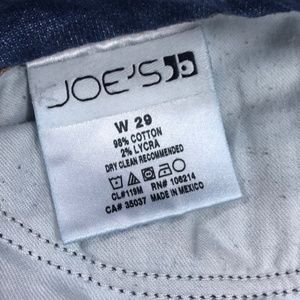 JOE'S
W 29
98% COTTON
2% LYCRA
DRY CLEAN RECOMMENDED
CL#119M RN# 106214
CA# 35037 MADE IN MEXICO